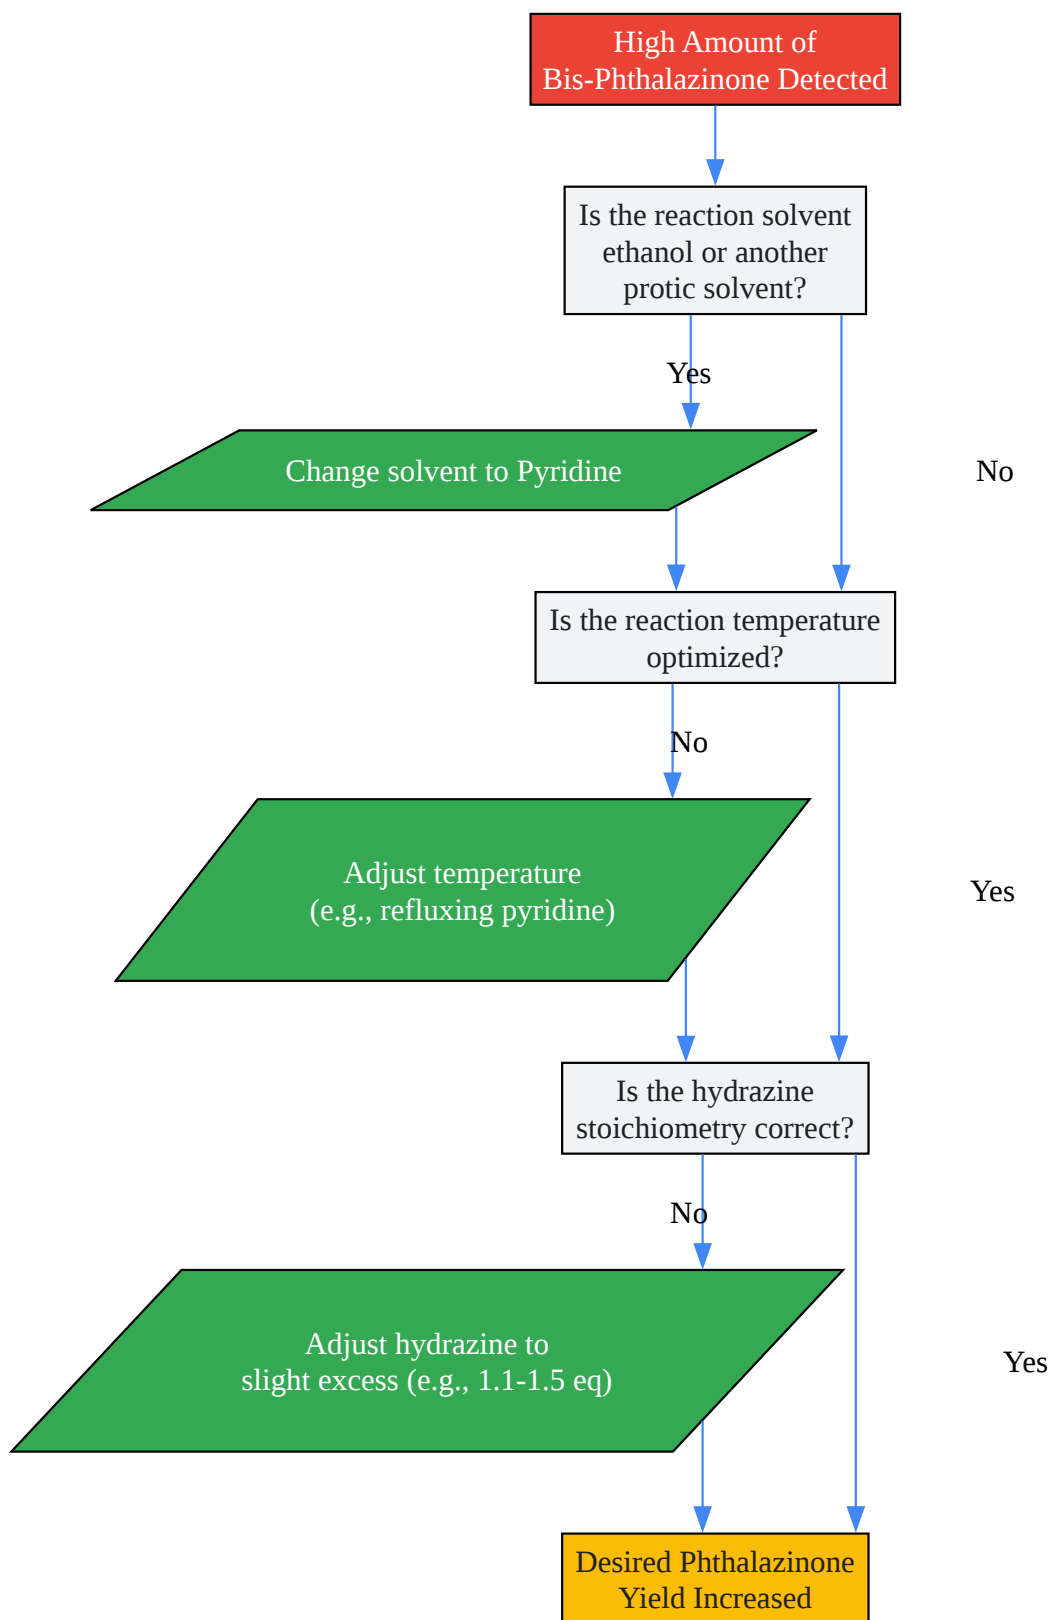 High Amount of
Bis-Phthalazinone Detected
Is the reaction solvent
ethanol or another
protic solvent?
Yes
Change solvent to Pyridine
No
Is the reaction temperature
optimized?
No
Adjust temperature
(e.g., refluxing pyridine)
Yes
Is the hydrazine
stoichiometry correct?
No
Adjust hydrazine to
slight excess (e.g., 1.1-1.5 eq)
Yes
Desired Phthalazinone
Yield Increased